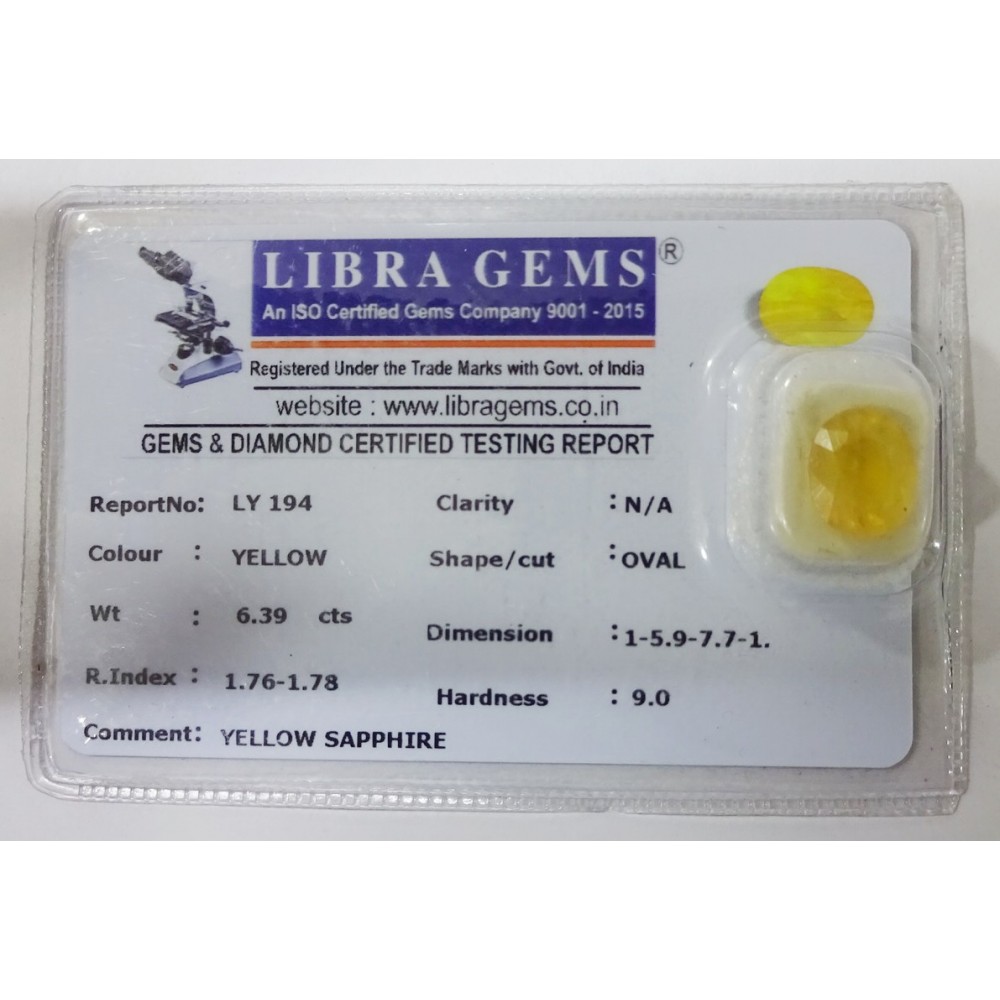 LIBRA GEMS ®
An ISO Certified Gems Company 9001 - 2015
Registered Under the Trade Marks with Govt. of India
website : www.libragems.co.in
GEMS & DIAMOND CERTIFIED TESTING REPORT
ReportNo: LY 194 Clarity : N/A
Colour : YELLOW Shape/cut : OVAL
Wt : 6.39 cts Dimension : 1-5.9-7.7-1.
R.Index : 1.76-1.78 Hardness : 9.0
Comment: YELLOW SAPPHIRE